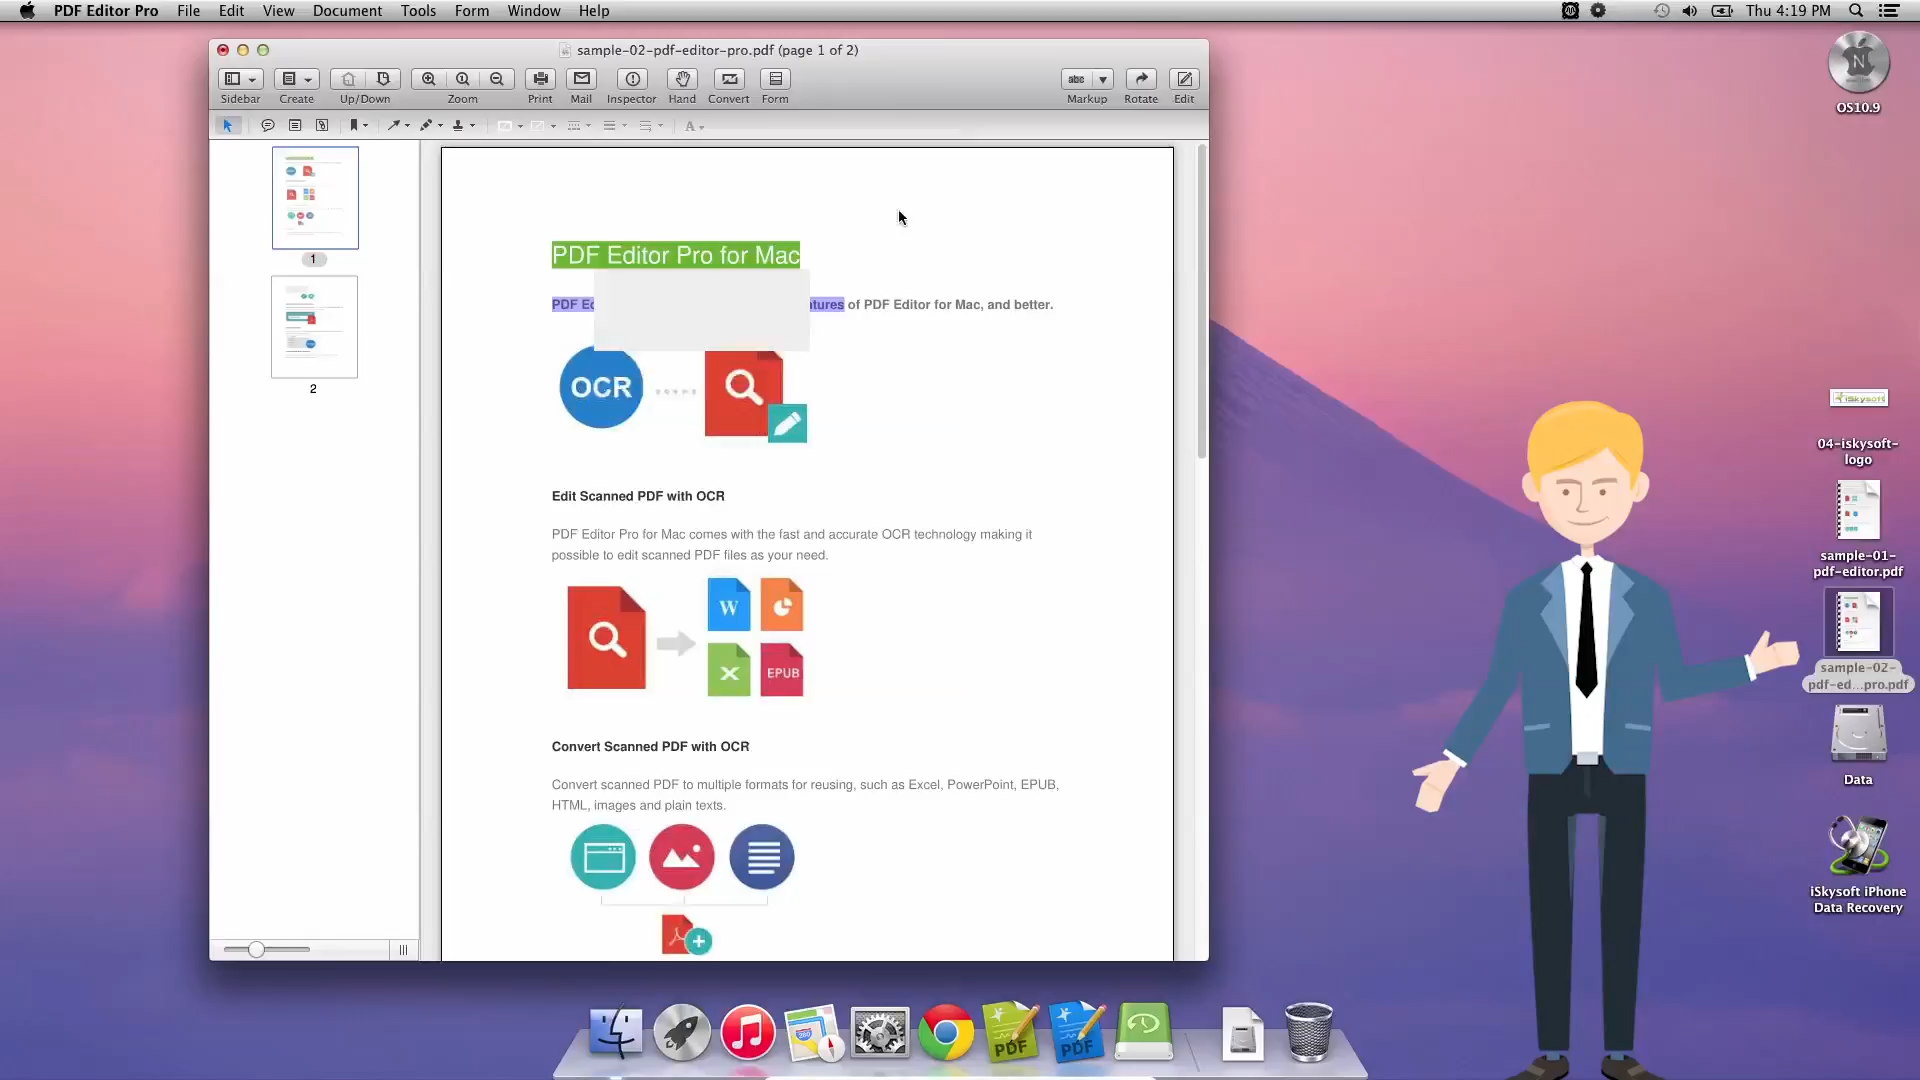 PDF Editor Pro File Edit View Document Tools Form Window Help
Thu 4:19 PM
sample-02-pdf-editor-pro.pdf (page 1 of 2)
Sidebar Create Up/Down Zoom Print Mail Inspector Hand Convert Form
abc
Markup Rotate Edit
A
1
2
PDF Editor Pro for Mac
PDF Ed tures of PDF Editor for Mac, and better.
OCR
Edit Scanned PDF with OCR
PDF Editor Pro for Mac comes with the fast and accurate OCR technology making it
possible to edit scanned PDF files as your need.
W
X
EPUB
Convert Scanned PDF with OCR
Convert scanned PDF to multiple formats for reusing, such as Excel, PowerPoint, EPUB,
HTML, images and plain texts.
N
OS10.9
iSkysoft
04-iskysoft-
logo
sample-01-
pdf-editor.pdf
sample-02-
pdf-ed...pro.pdf
Data
iSkysoft iPhone
Data Recovery
PDF
PDF